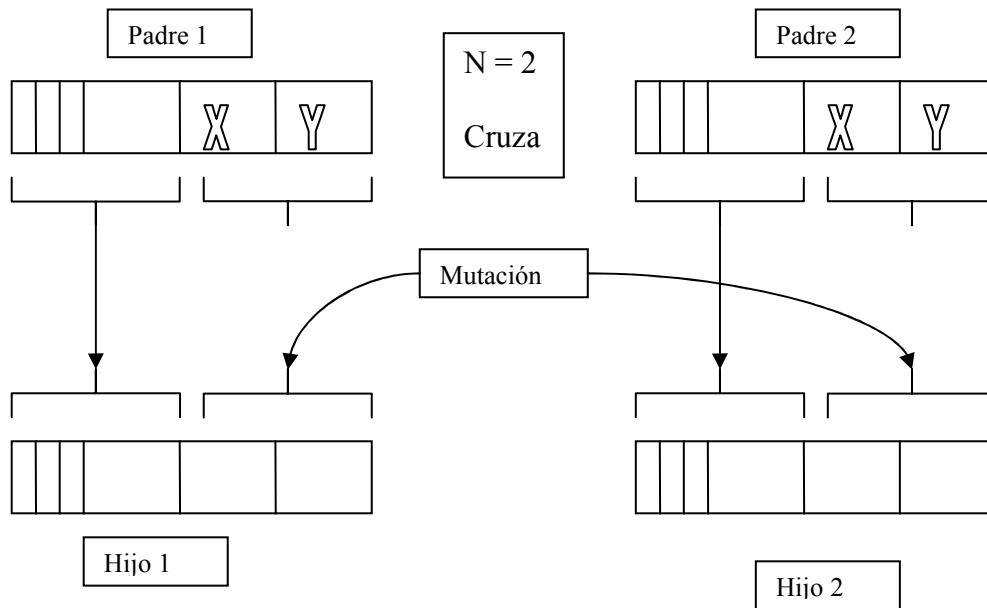 Padre 1
Padre 2
N = 2
Cruza
X Y
X Y
Mutación
Hijo 1
Hijo 2